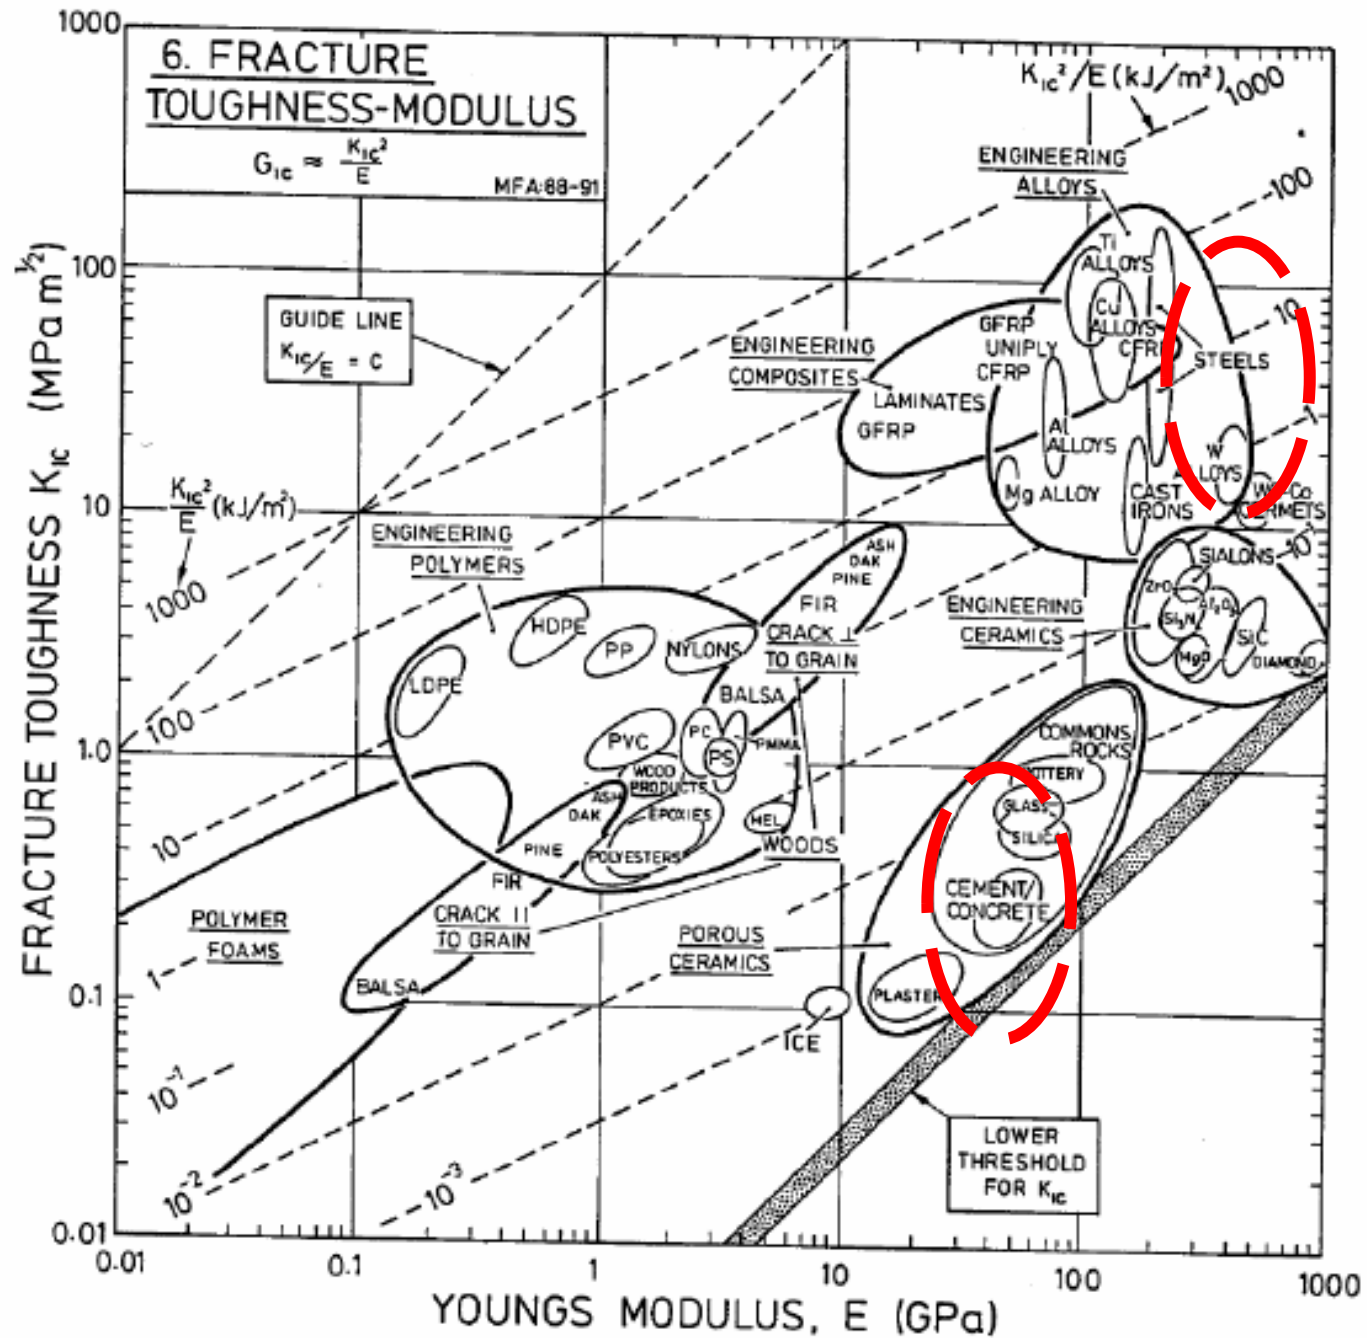 1000
6. FRACTURE
TOUGHNESS-MODULUS
G_IC ≈ K_IC²/E
MFA:88-91
K_IC²/E (kJ/m²)
1000
ENGINEERING
ALLOYS
100
Ti
ALLOYS
100
GUIDE LINE
K_IC/E = C
GFRP
UNIPLY
CFRP
Cu
ALLOYS
CFRP
10
STEELS
ENGINEERING
COMPOSITES
LAMINATES
GFRP
Al
ALLOYS
1
W
Mg ALLOY
CAST
IRONS
10
K_IC²/E (kJ/m²)
ENGINEERING
POLYMERS
ASH
OAK
PINE
FIR
SIALONS
10⁻¹
ZrO₂
Al₂O₃
Si₃N₄
SiC
MgO
DIAMOND
ENGINEERING
CERAMICS
1000
HDPE
PP
NYLONS
CRACK ⊥
TO GRAIN
LDPE
BALSA
100
PVC
PC
PMMA
PS
COMMONS
ROCKS
1.0
WOOD
PRODUCTS
POTTERY
ASH
OAK
EPOXIES
MEL
GLASS
SILICA
10
PINE
POLYESTERS
WOODS
FIR
CEMENT/
CONCRETE
POLYMER
FOAMS
CRACK II
TO GRAIN
POROUS
CERAMICS
1
BALSA
PLASTER
0.1
ICE
10⁻¹
10⁻²
10⁻³
LOWER
THRESHOLD
FOR K_IC
0.01
0.01
0.1
1
10
100
1000
FRACTURE TOUGHNESS K_IC (MPa m^½)
YOUNGS MODULUS, E (GPa)